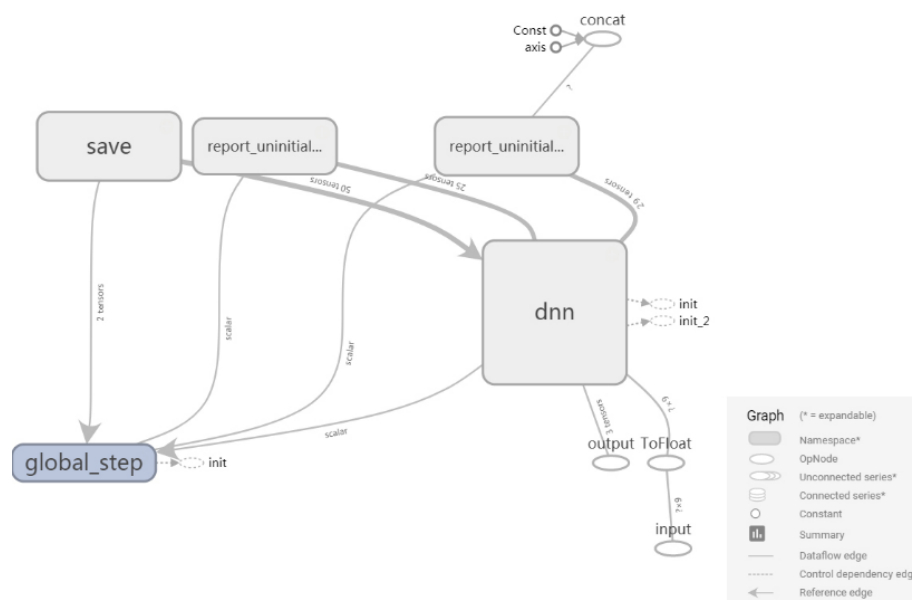 concat
Const
axis
save
report_uninitial...
report_uninitial...
50 tensors
25 tensors
29 tensors
dnn
init
init_2
2 tensors
scalar
scalar
scalar
?×9
3 tensors
output
ToFloat
global_step
init
?×9
input
Graph (* = expandable)
Namespace*
OpNode
Unconnected series*
Connected series*
Constant
Summary
Dataflow edge
Control dependency edg
Reference edge